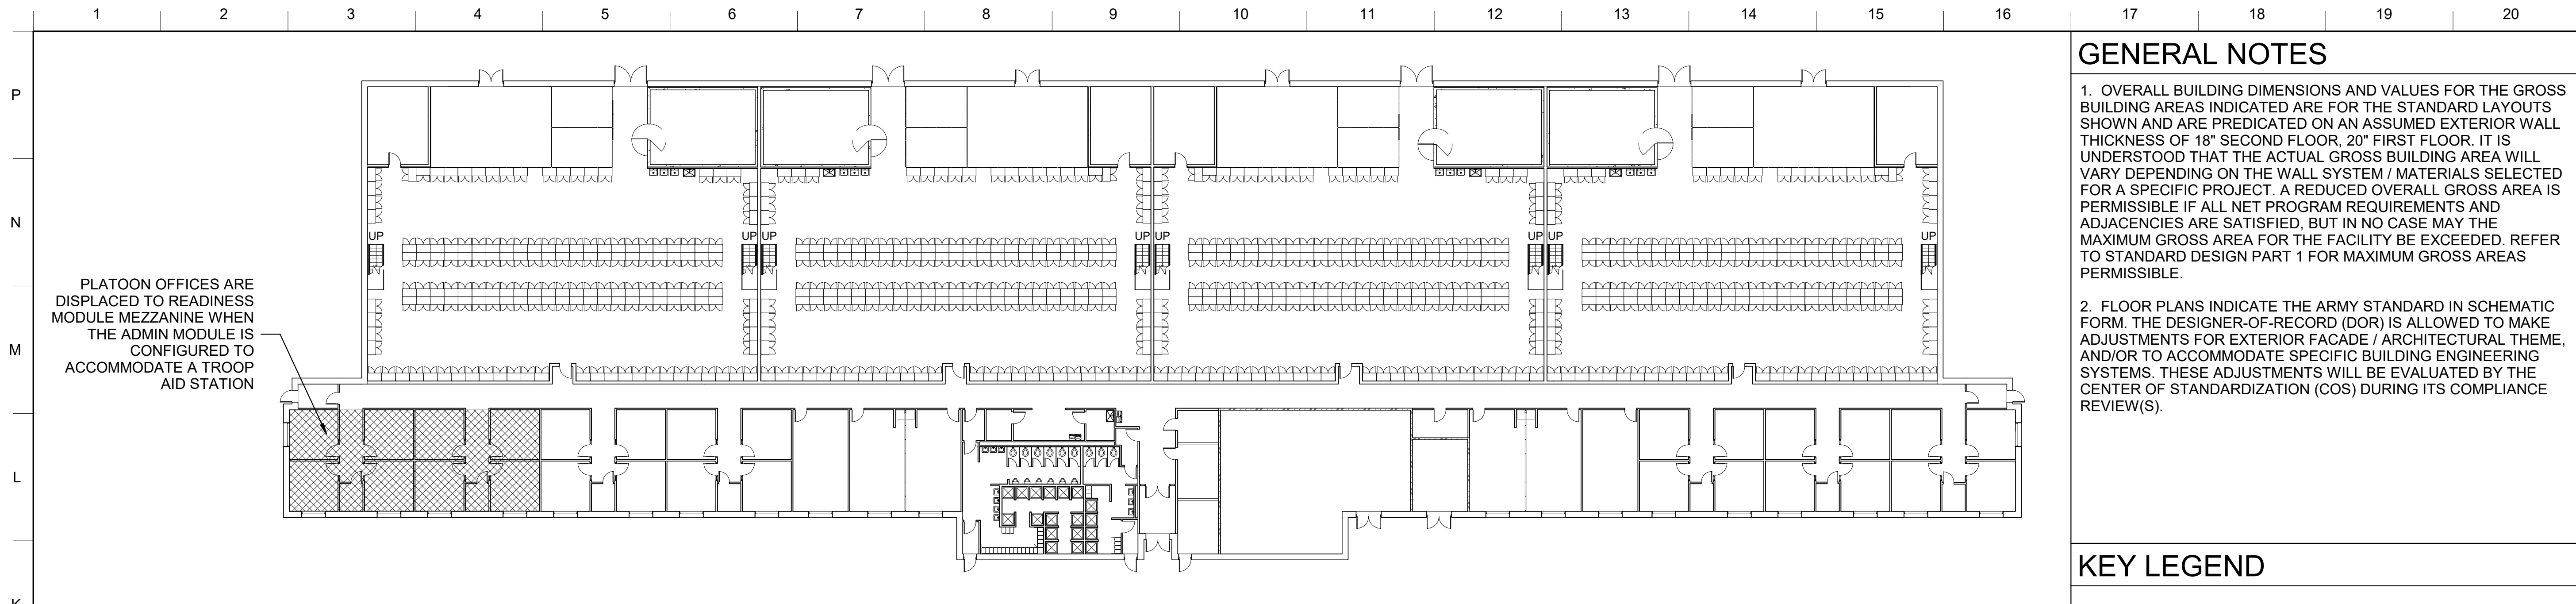 1 2 3 4 5 6 7 8 9 10 11 12 13 14 15 16 17 18 19 20
P
N
M
L
K
UP UP UP UP UP UP UP UP
PLATOON OFFICES ARE
DISPLACED TO READINESS
MODULE MEZZANINE WHEN
THE ADMIN MODULE IS
CONFIGURED TO
ACCOMMODATE A TROOP
AID STATION
GENERAL NOTES
1. OVERALL BUILDING DIMENSIONS AND VALUES FOR THE GROSS
BUILDING AREAS INDICATED ARE FOR THE STANDARD LAYOUTS
SHOWN AND ARE PREDICATED ON AN ASSUMED EXTERIOR WALL
THICKNESS OF 18" SECOND FLOOR, 20" FIRST FLOOR. IT IS
UNDERSTOOD THAT THE ACTUAL GROSS BUILDING AREA WILL
VARY DEPENDING ON THE WALL SYSTEM / MATERIALS SELECTED
FOR A SPECIFIC PROJECT. A REDUCED OVERALL GROSS AREA IS
PERMISSIBLE IF ALL NET PROGRAM REQUIREMENTS AND
ADJACENCIES ARE SATISFIED, BUT IN NO CASE MAY THE
MAXIMUM GROSS AREA FOR THE FACILITY BE EXCEEDED. REFER
TO STANDARD DESIGN PART 1 FOR MAXIMUM GROSS AREAS
PERMISSIBLE.
2. FLOOR PLANS INDICATE THE ARMY STANDARD IN SCHEMATIC
FORM. THE DESIGNER-OF-RECORD (DOR) IS ALLOWED TO MAKE
ADJUSTMENTS FOR EXTERIOR FACADE / ARCHITECTURAL THEME,
AND/OR TO ACCOMMODATE SPECIFIC BUILDING ENGINEERING
SYSTEMS. THESE ADJUSTMENTS WILL BE EVALUATED BY THE
CENTER OF STANDARDIZATION (COS) DURING ITS COMPLIANCE
REVIEW(S).
KEY LEGEND